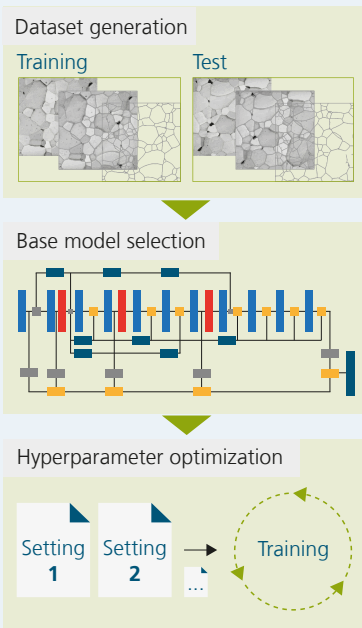 Dataset generation
Training Test
Base model selection
Hyperparameter optimization
Setting
1
Setting
2
...
Training